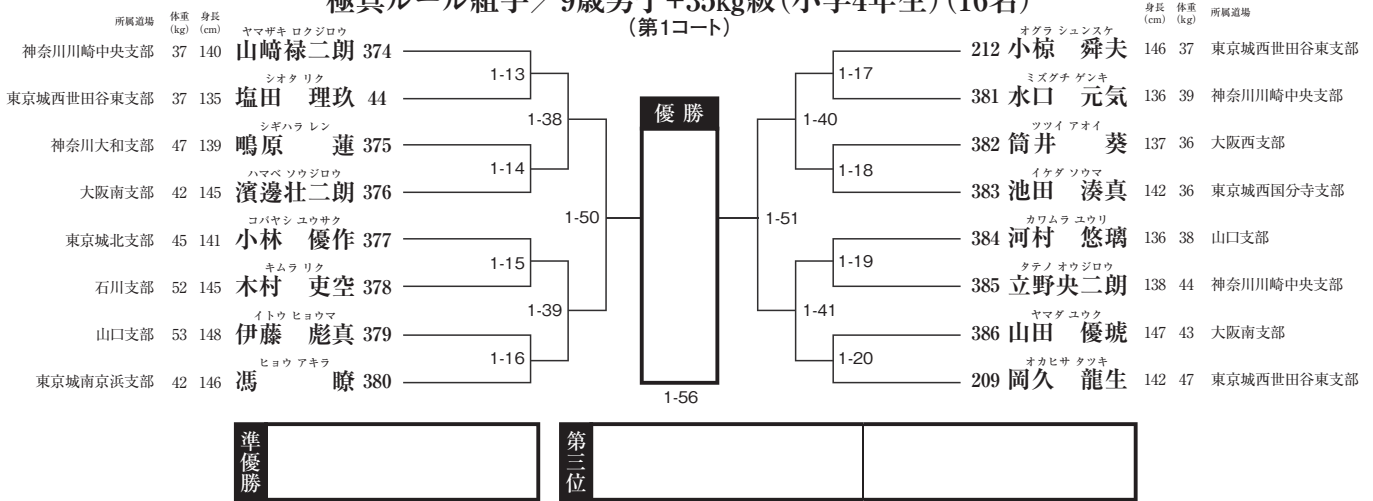 極真ルール組手／9歳男子+35kg級(小学4年生)(16名)
(第1コート)
所属道場 体重(kg) 身長(cm)
身長(cm) 体重(kg) 所属道場
ヤマザキ ロクジロウ
神奈川川崎中央支部 37 140 山﨑禄二朗 374
シオタ リク
東京城西世田谷東支部 37 135 塩田 理玖 44
シギハラ レン
神奈川大和支部 47 139 鴫原 蓮 375
ハマベ ソウジロウ
大阪南支部 42 145 濱邊壮二朗 376
コバヤシ ユウサク
東京城北支部 45 141 小林 優作 377
キムラ リク
石川支部 52 145 木村 吏空 378
イトウ ヒョウマ
山口支部 53 148 伊藤 彪真 379
ヒョウ アキラ
東京城南京浜支部 42 146 馮 瞭 380
1-13
1-14
1-15
1-16
1-38
1-39
1-50
優勝
1-56
1-51
1-40
1-41
1-17
1-18
1-19
1-20
オグラ シュンスケ
212 小椋 舜夫 146 37 東京城西世田谷東支部
ミズグチ ゲンキ
381 水口 元気 136 39 神奈川川崎中央支部
ツツイ アオイ
382 筒井 葵 137 36 大阪西支部
イケダ ソウマ
383 池田 湊真 142 36 東京城西国分寺支部
カワムラ ユウリ
384 河村 悠璃 136 38 山口支部
タテノ オウジロウ
385 立野央二朗 138 44 神奈川川崎中央支部
ヤマダ ユウク
386 山田 優琥 147 43 大阪南支部
オカヒサ タツキ
209 岡久 龍生 142 47 東京城西世田谷東支部
準優勝
第三位